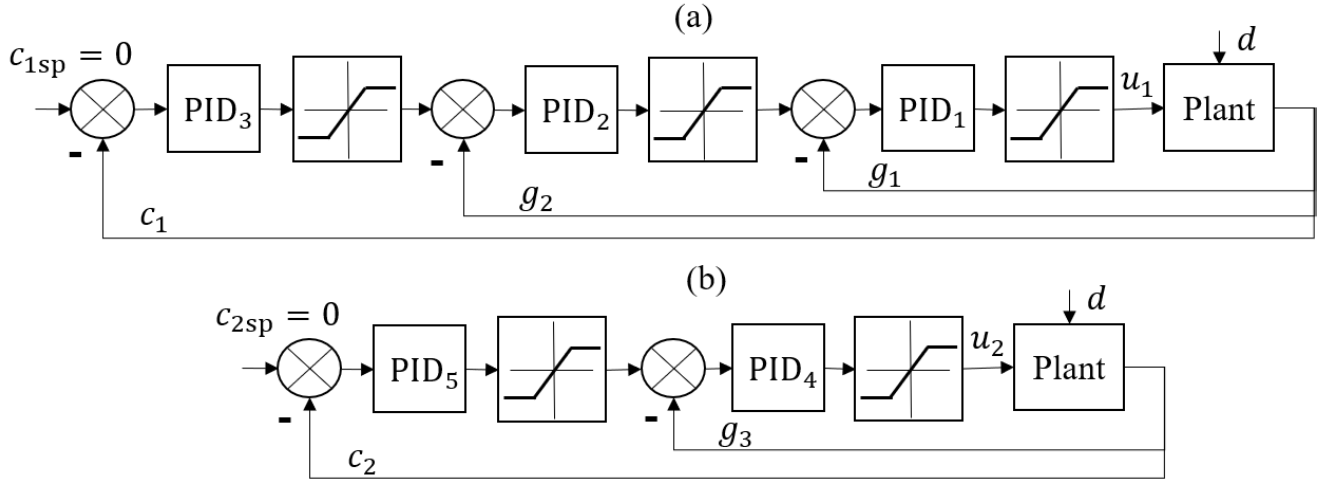 (a)
c₁sp = 0
PID₃
PID₂
PID₁
u₁
d
Plant
-
-
-
g₁
g₂
c₁
(b)
c₂sp = 0
PID₅
PID₄
u₂
d
Plant
-
-
g₃
c₂